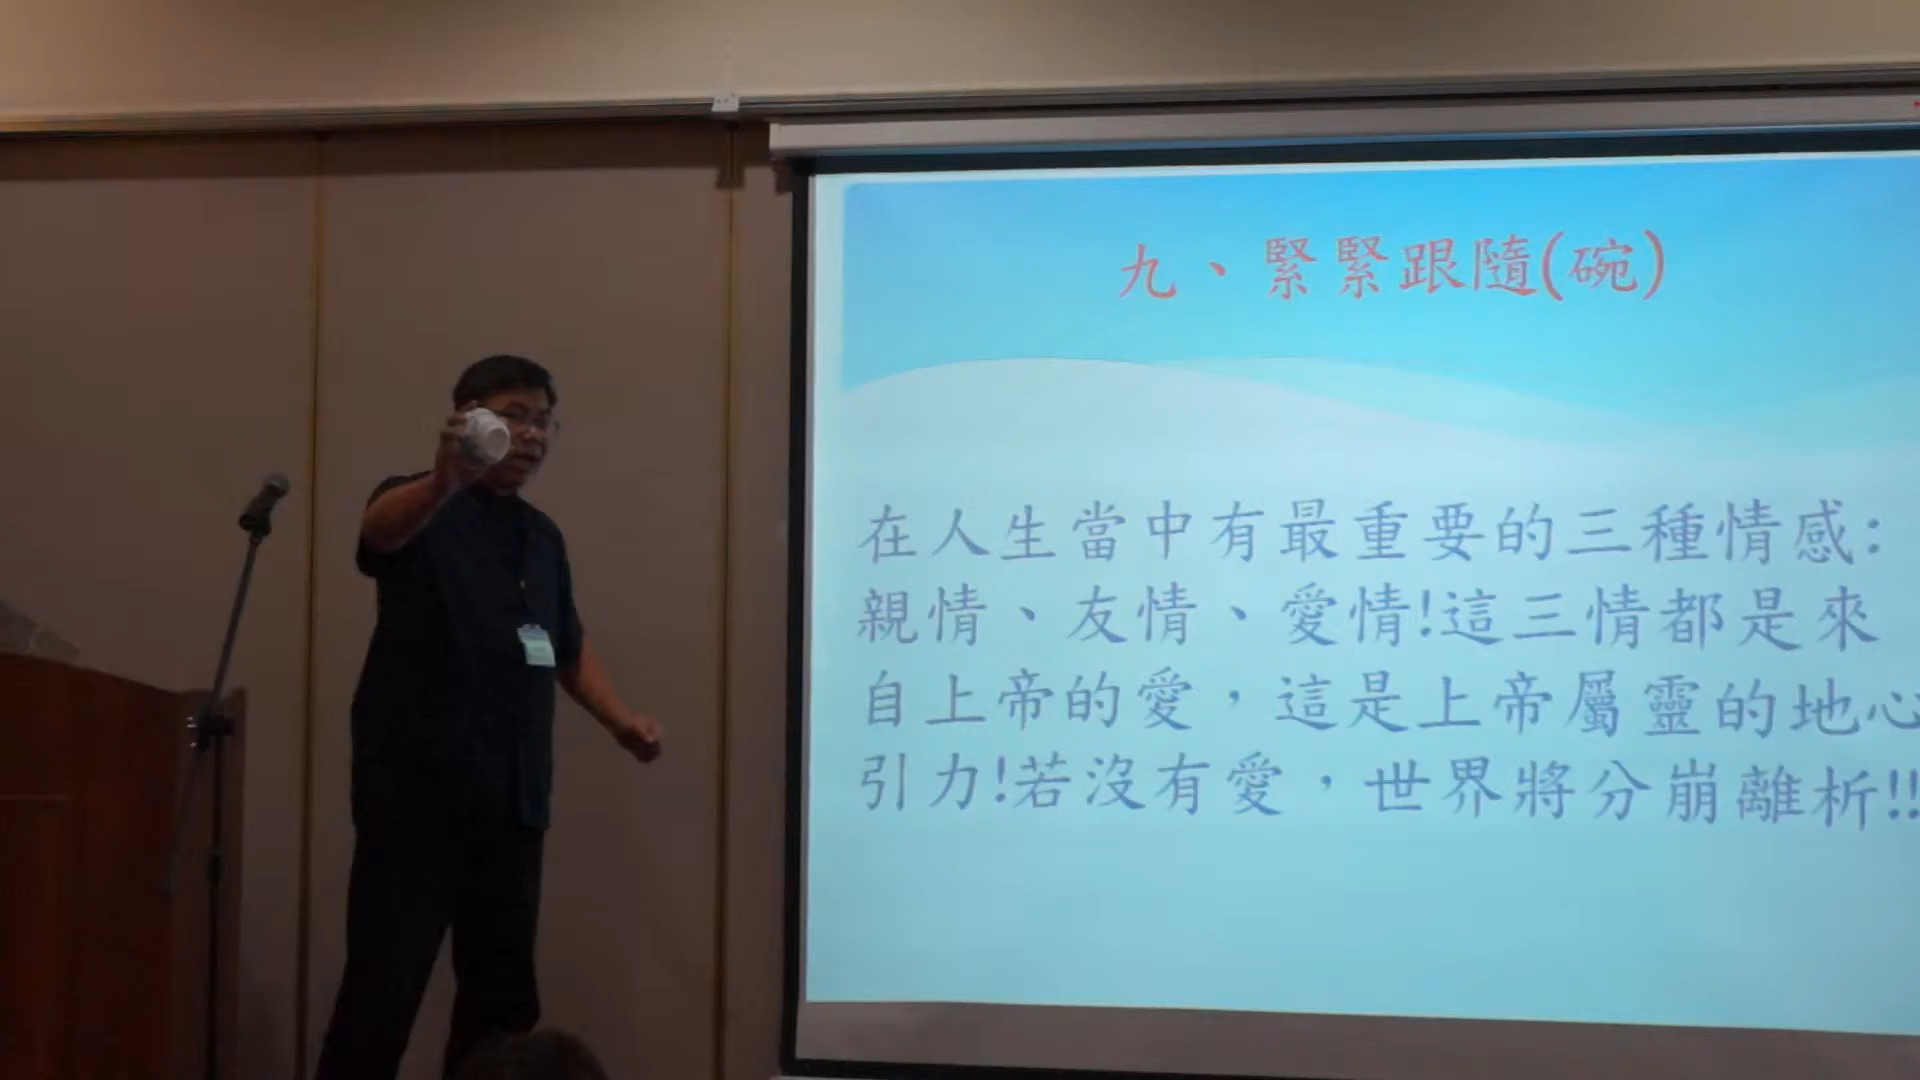 九、緊緊跟隨(碗)
在人生當中有最重要的三種情感:
親情、友情、愛情!這三情都是來
自上帝的愛，這是上帝屬靈的地心
引力!若沒有愛，世界將分崩離析!!